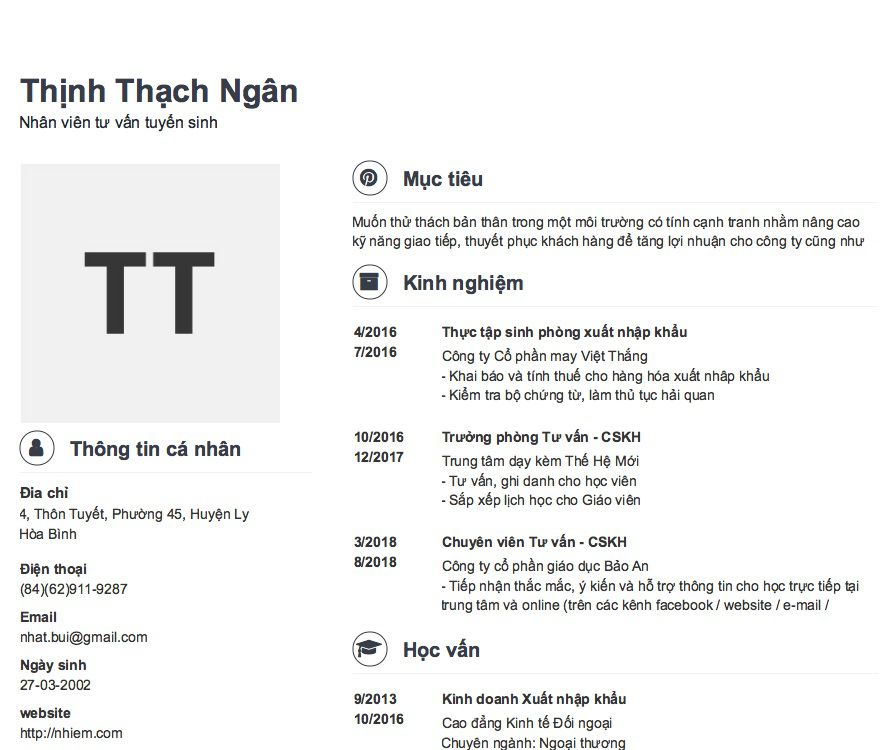 Thịnh Thạch Ngân
Nhân viên tư vấn tuyển sinh
TT
Thông tin cá nhân
Đia chỉ
4, Thôn Tuyết, Phường 45, Huyện Ly
Hòa Bình
Điện thoại
(84)(62)911-9287
Email
nhat.bui@gmail.com
Ngày sinh
27-03-2002
website
http://nhiem.com
Mục tiêu
Muốn thử thách bản thân trong một môi trường có tính cạnh tranh nhằm nâng cao
kỹ năng giao tiếp, thuyết phục khách hàng để tăng lợi nhuận cho công ty cũng như
Kinh nghiệm
4/2016 Thực tập sinh phòng xuất nhập khẩu
7/2016 Công ty Cổ phần may Việt Thắng
- Khai báo và tính thuế cho hàng hóa xuất nhâp khẩu
- Kiểm tra bộ chứng từ, làm thủ tục hải quan
10/2016 Trưởng phòng Tư vấn - CSKH
12/2017 Trung tâm dạy kèm Thế Hệ Mới
- Tư vấn, ghi danh cho học viên
- Sắp xếp lịch học cho Giáo viên
3/2018 Chuyên viên Tư vấn - CSKH
8/2018 Công ty cổ phần giáo dục Bảo An
- Tiếp nhận thắc mắc, ý kiến và hỗ trợ thông tin cho học trực tiếp tại
trung tâm và online (trên các kênh facebook / website / e-mail /
Học vấn
9/2013 Kinh doanh Xuất nhập khẩu
10/2016 Cao đẳng Kinh tế Đối ngoại
Chuyên ngành: Ngoại thương